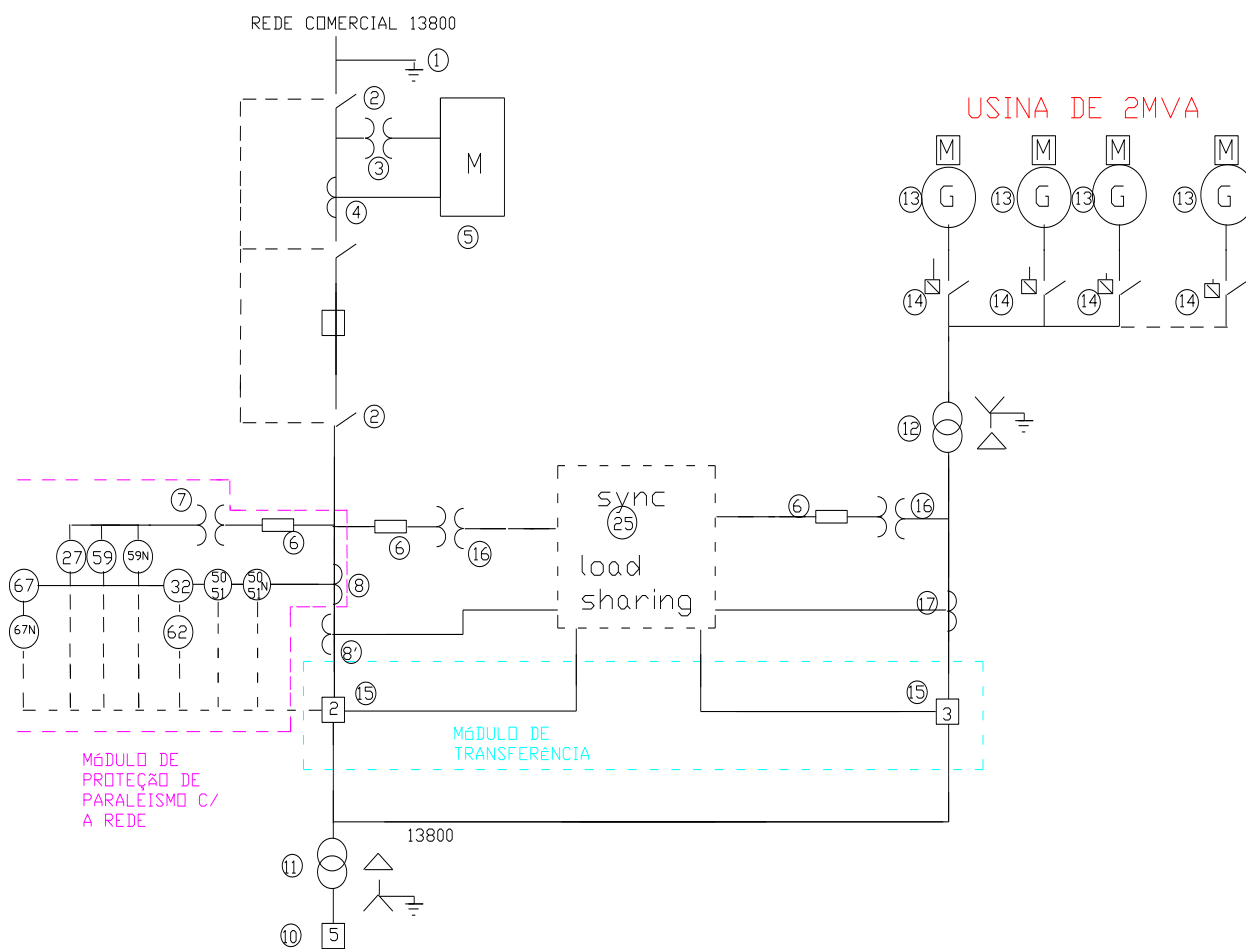 REDE COMERCIAL 13800
1
2
3
M
4
5
USINA DE 2MVA
M
M
M
M
13
G
13
G
13
G
13
G
14
14
14
14
2
12
7
6
6
16
sync
25
load
sharing
6
16
27
59
59N
67
32
50
51
50
51
N
8
17
67N
62
8'
15
2
15
3
MóDULO DE
TRANSFERêNCIA
MóDULO DE
PROTEÇÃO DE
PARALEÍSMO C/
A REDE
13800
11
10
5